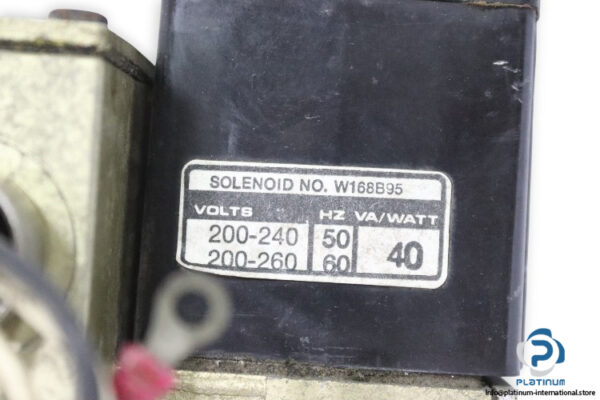 SOLENOID NO. W168B95
VOLTS HZ VA/WATT
200-240 50 40
200-260 60
PLATINUM
INTERNATIONAL
Info@platinum-international.store